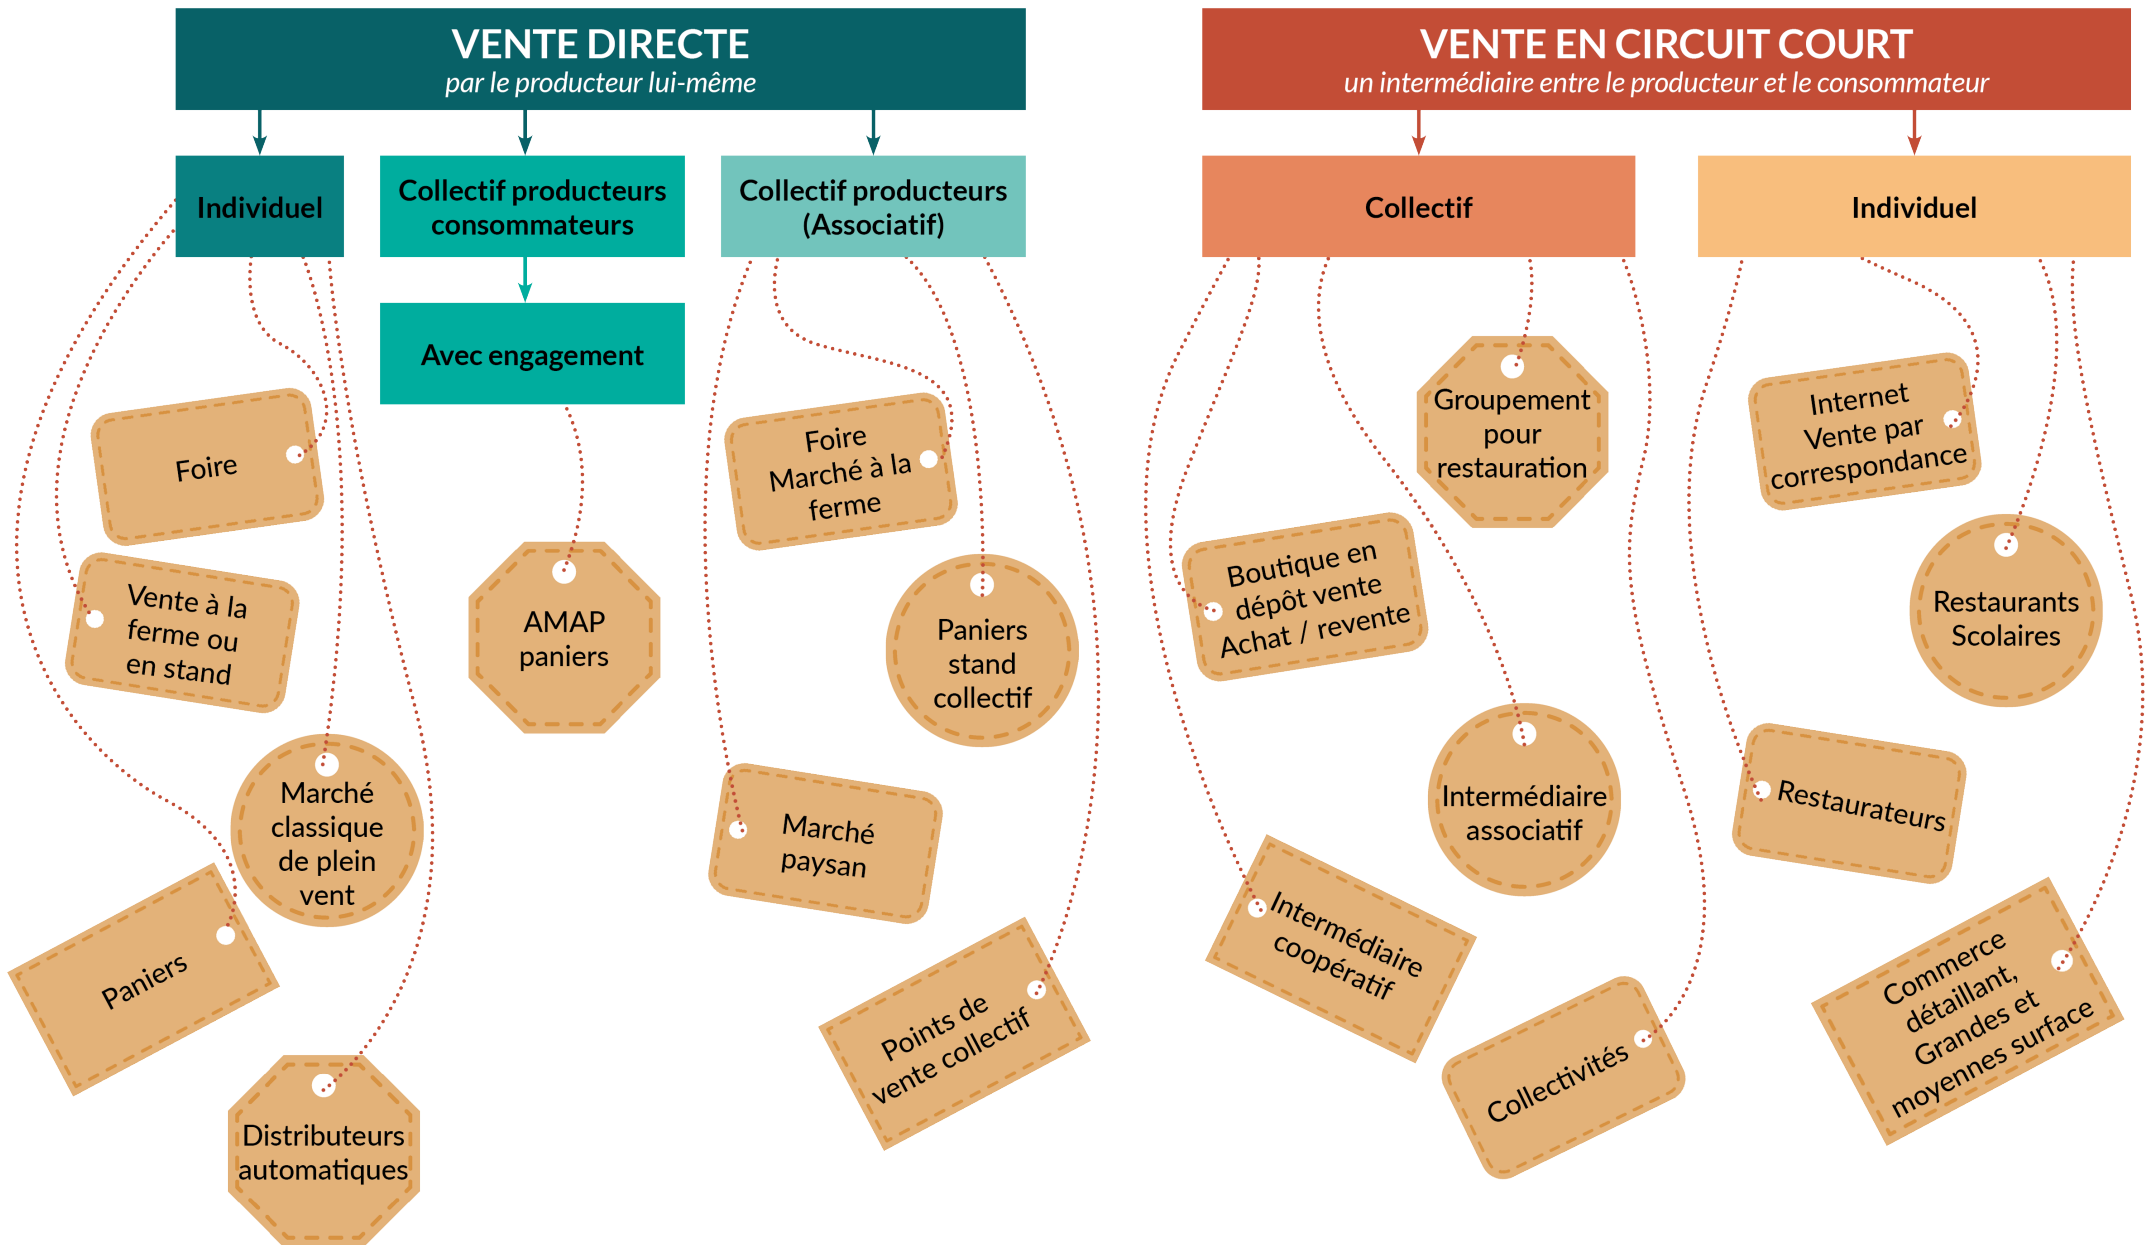 VENTE DIRECTE
par le producteur lui-même
Individuel
Collectif producteurs
consommateurs
Collectif producteurs
(Associatif)
Avec engagement
Foire
Vente à la
ferme ou
en stand
Marché
classique
de plein
vent
Paniers
Distributeurs
automatiques
AMAP
paniers
Foire
Marché à la
ferme
Paniers
stand
collectif
Marché
paysan
Points de
vente collectif
VENTE EN CIRCUIT COURT
un intermédiaire entre le producteur et le consommateur
Collectif
Individuel
Groupement
pour
restauration
Boutique en
dépôt vente
Achat / revente
Intermédiaire
associatif
Intermédiaire
coopératif
Collectivités
Internet
Vente par
correspondance
Restaurants
Scolaires
Restaurateurs
Commerce
détaillant,
Grandes et
moyennes surface